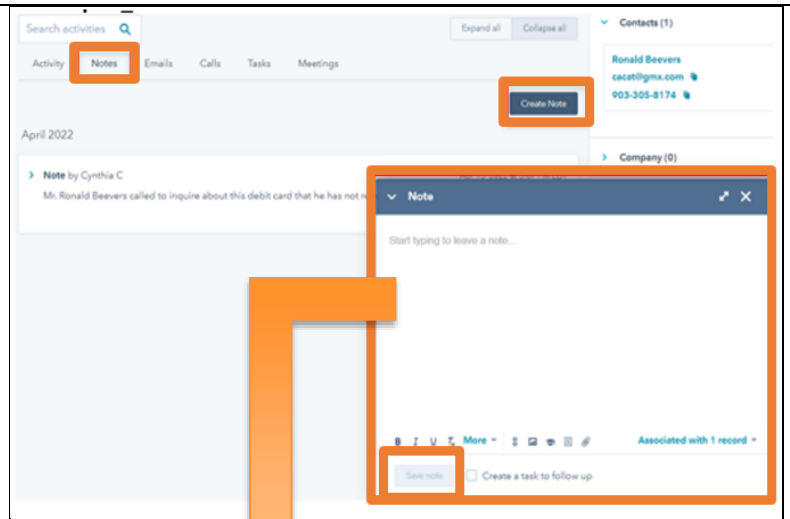 Search activities
Expand all Collapse all
Contacts (1)
Activity Notes Emails Calls Tasks Meetings
Ronald Beevers
cacat@gmx.com
903-305-8174
Create Note
April 2022
Company (0)
Note by Cynthia C
Mr. Ronald Beevers called to inquire about this debit card that he has not
Note
Start typing to leave a note...
B I U T More
Associated with 1 record
Save note Create a task to follow up